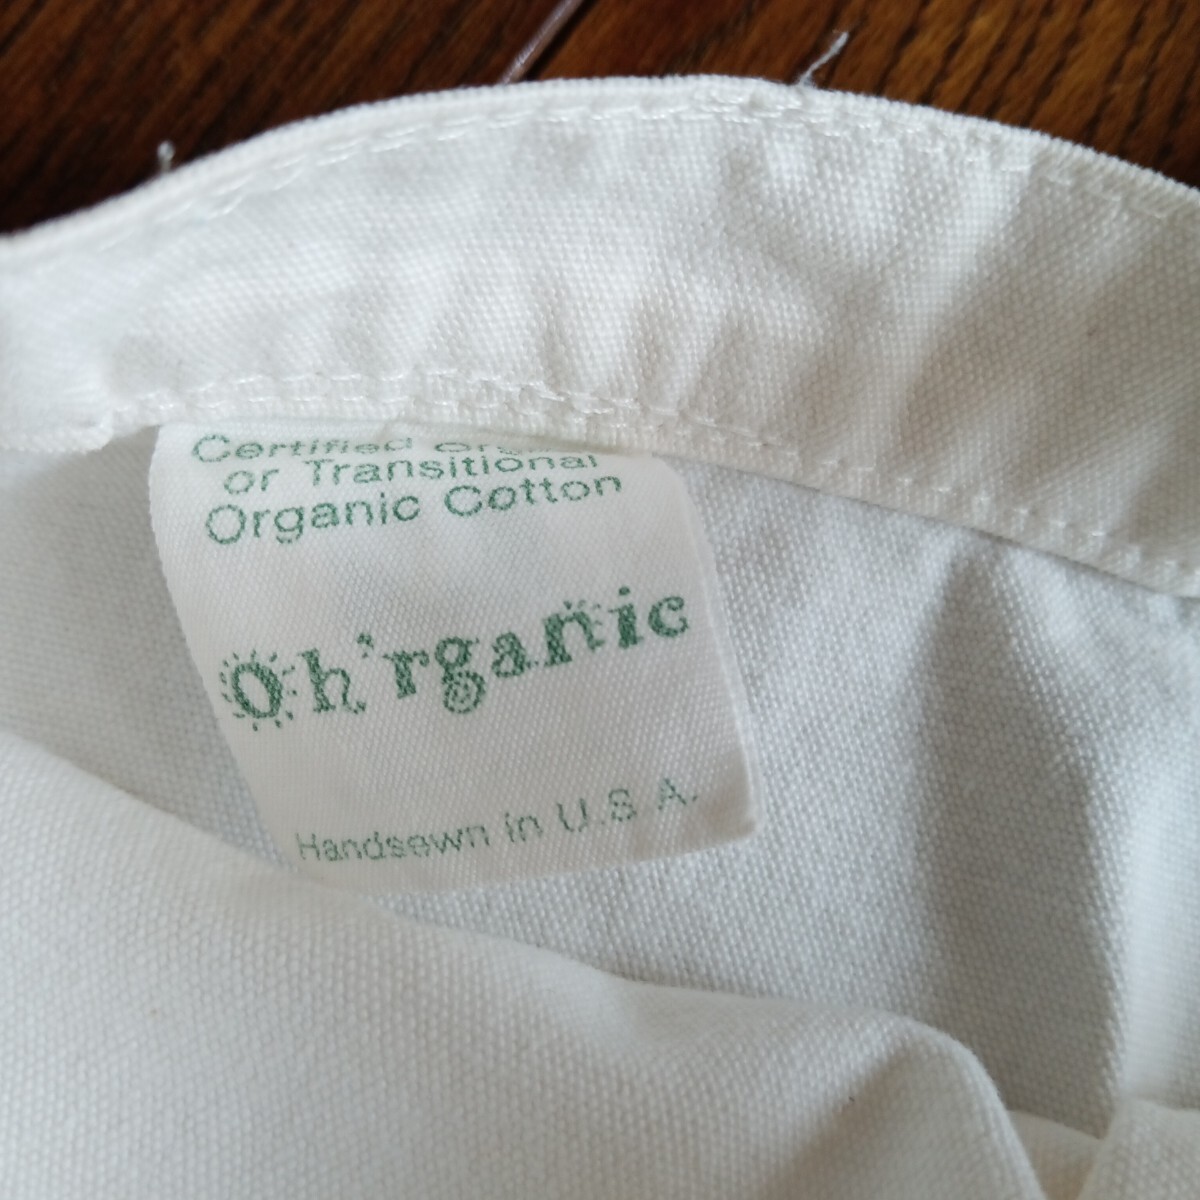 Certified Organic
or Transitional
Organic Cotton
Oh'rganic
Handsewn in U.S.A.